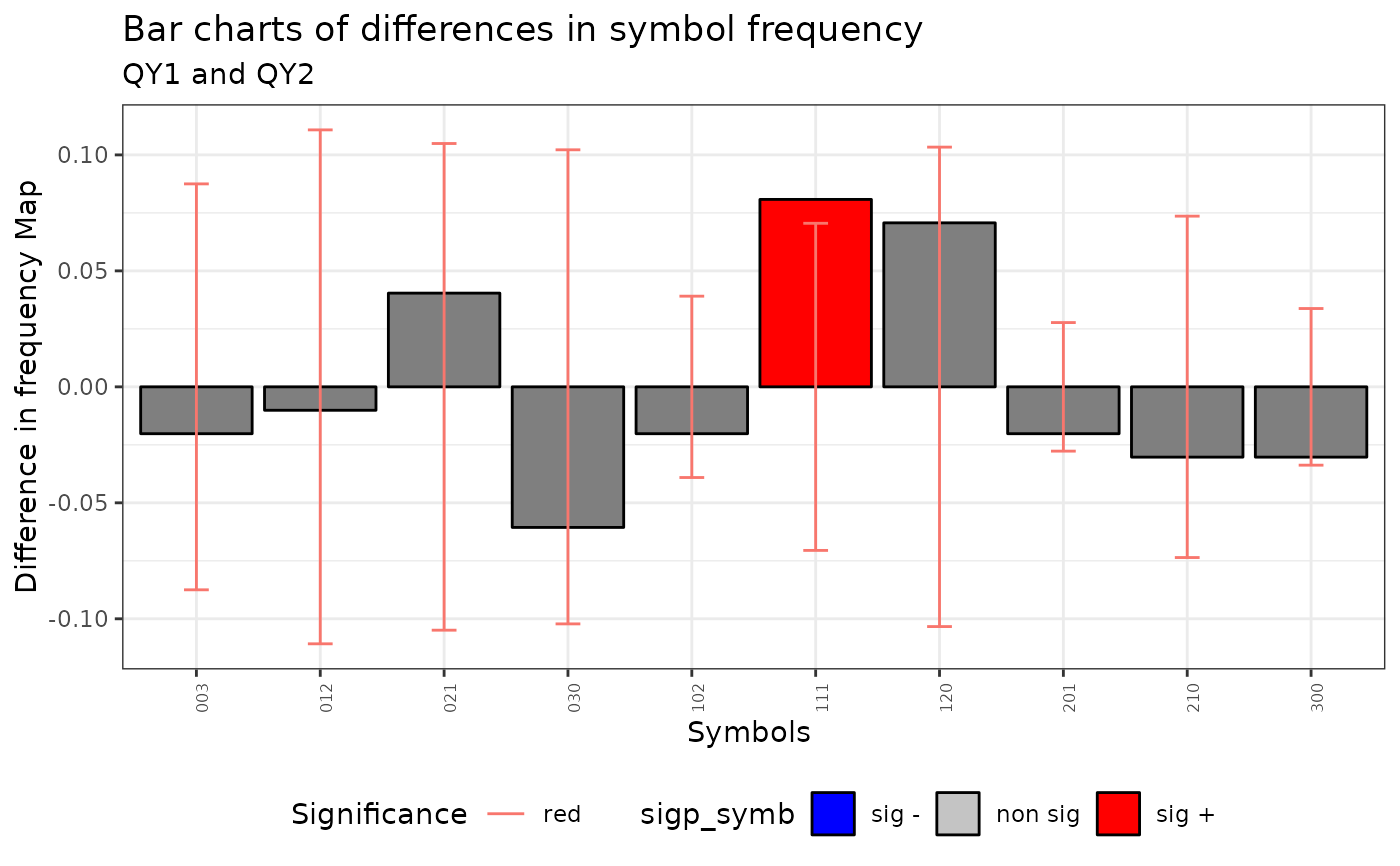 Bar charts of differences in symbol frequency
QY1 and QY2
Difference in frequency Map
0.10
0.05
0.00
-0.05
-0.10
003 012 021 030 102 111 120 201 210 300
Symbols
Significance red sigp_symb sig - non sig sig +